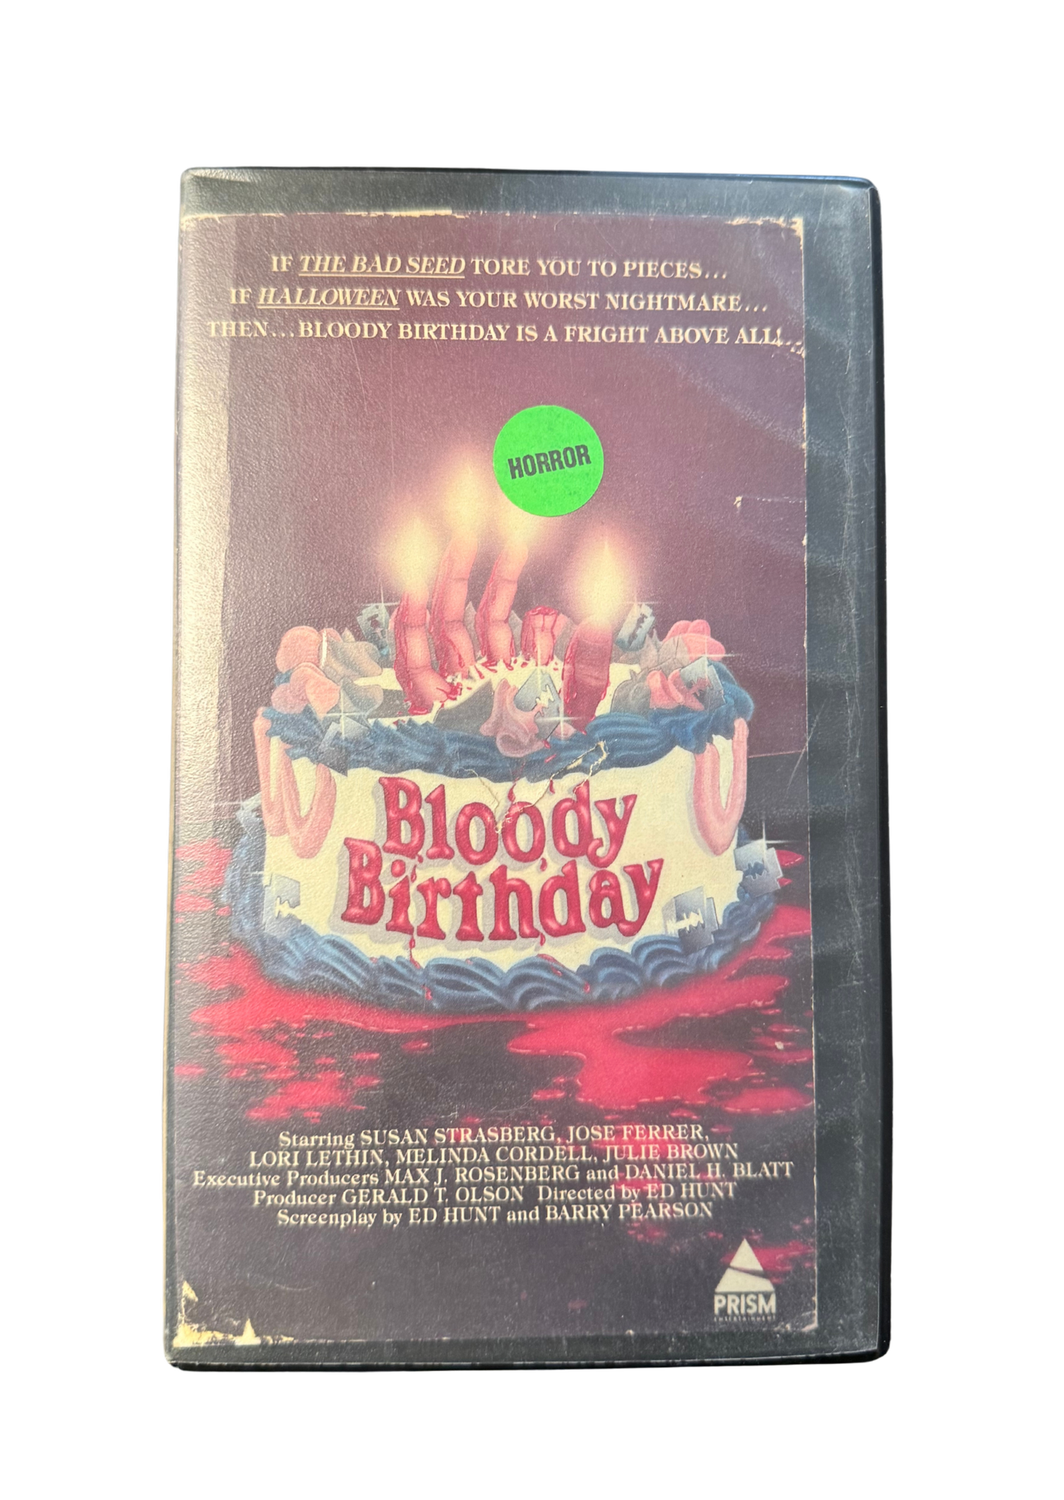 IF THE BAD SEED TORE YOU TO PIECES...
IF HALLOWEEN WAS YOUR WORST NIGHTMARE...
THEN...BLOODY BIRTHDAY IS A FRIGHT ABOVE ALL!...
HORROR
Bloody
Birthday
Starring SUSAN STRASBERG, JOSE FERRER,
LORI LETHIN, MELINDA CORDELL, JULIE BROWN
Executive Producers MAX J. ROSENBERG and DANIEL H. BLATT
Producer GERALD T. OLSON Directed by ED HUNT
Screenplay by ED HUNT and BARRY PEARSON
PRISM
ENTERTAINMENT